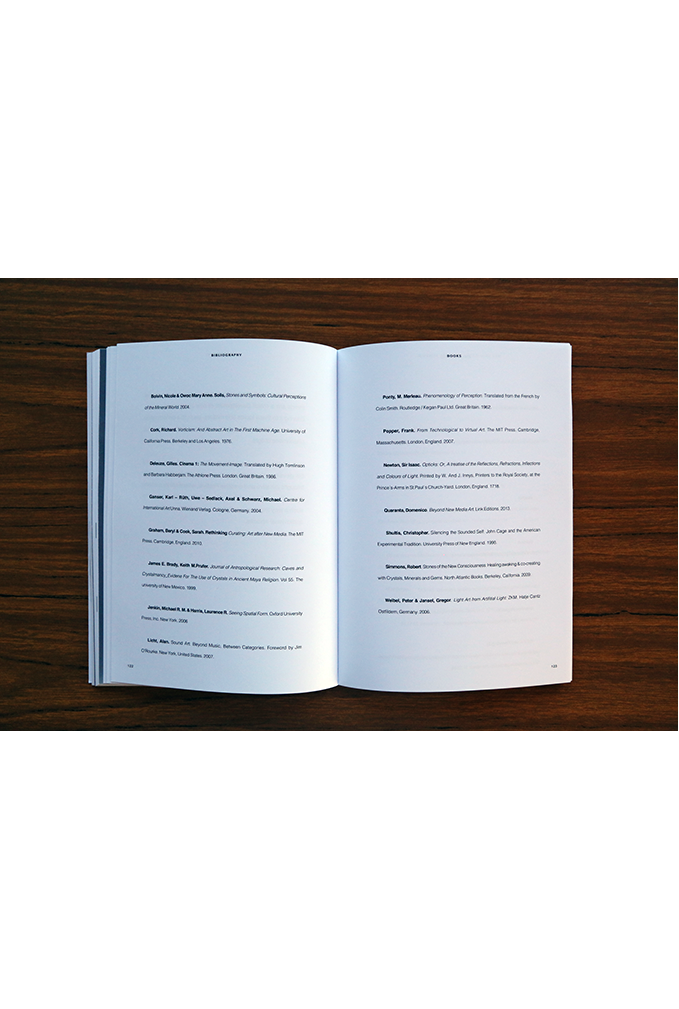 BIBLIOGRAPHY
Boivin, Nicole & Owoc Mary Anne. Soils, Stones and Symbols: Cultural Perceptions
of the Mineral World. 2004.
Cork, Richard. Vorticism: And Abstract Art in The First Machine Age. University of
California Press. Berkeley and Los Angeles. 1976.
Deleuze, Gilles. Cinema 1: The Movement-Image. Translated by Hugh Tomlinson
and Barbara Habberjam. The Athlone Press. London. Great Britain. 1986.
Ganser, Karl – Rüth, Uwe – Sedlack, Axel & Schwarz, Michael. Centre for
International Art Unna. Wienand Verlag. Cologne, Germany, 2004.
Graham, Beryl & Cook, Sarah. Rethinking Curating: Art after New Media. The MIT
Press. Cambridge, England. 2010.
James E. Brady, Keith M.Prufer. Journal of Antropological Research: Caves and
Crystalmancy_Evidenc For The Use of Crystals in Ancient Maya Religion. Vol 55. The
university of New Mexico. 1999.
Jenkin, Michael R. M. & Harris, Laurence R. Seeing Spatial Form. Oxford University
Press, Inc. New York, 2006
Licht, Alan. Sound Art. Beyond Music, Between Categories. Foreword by Jim
O'Rourke. New York, United States, 2007.
BOOKS
Ponty, M. Merleau. Phenomenology of Perception. Translated from the French by
Colin Smith. Routledge / Kegan Paul Ltd. Great Britain. 1962.
Popper, Frank. From Technological to Virtual Art. The MIT Press. Cambridge,
Massachusetts. London, England. 2007.
Newton, Sir Isaac. Opticks: Or, A treatise of the Reflections, Refractions, Inflections
and Colours of Light. Printed by W. And J. Innys, Printers to the Royal Society, at the
Prince's Arms in St.Paul's Church-Yard. London, England. 1718.
Quaranta, Domenico. Beyond New Media Art. Link Editions, 2013.
Shultis, Christopher. Silencing the Sounded Self. John Cage and the American
Experimental Tradition. University Press of New England. 1995.
Simmons, Robert. Stones of the New Consciousness: Healing awaking & co-creating
with Crystals, Minerals and Gems. North Atlantic Books. Berkeley, California. 2009.
Weibel, Peter & Jansel, Gregor. Light Art from Artifitial Light. ZKM. Hatje Cantz
Ostfildern, Germany. 2006.